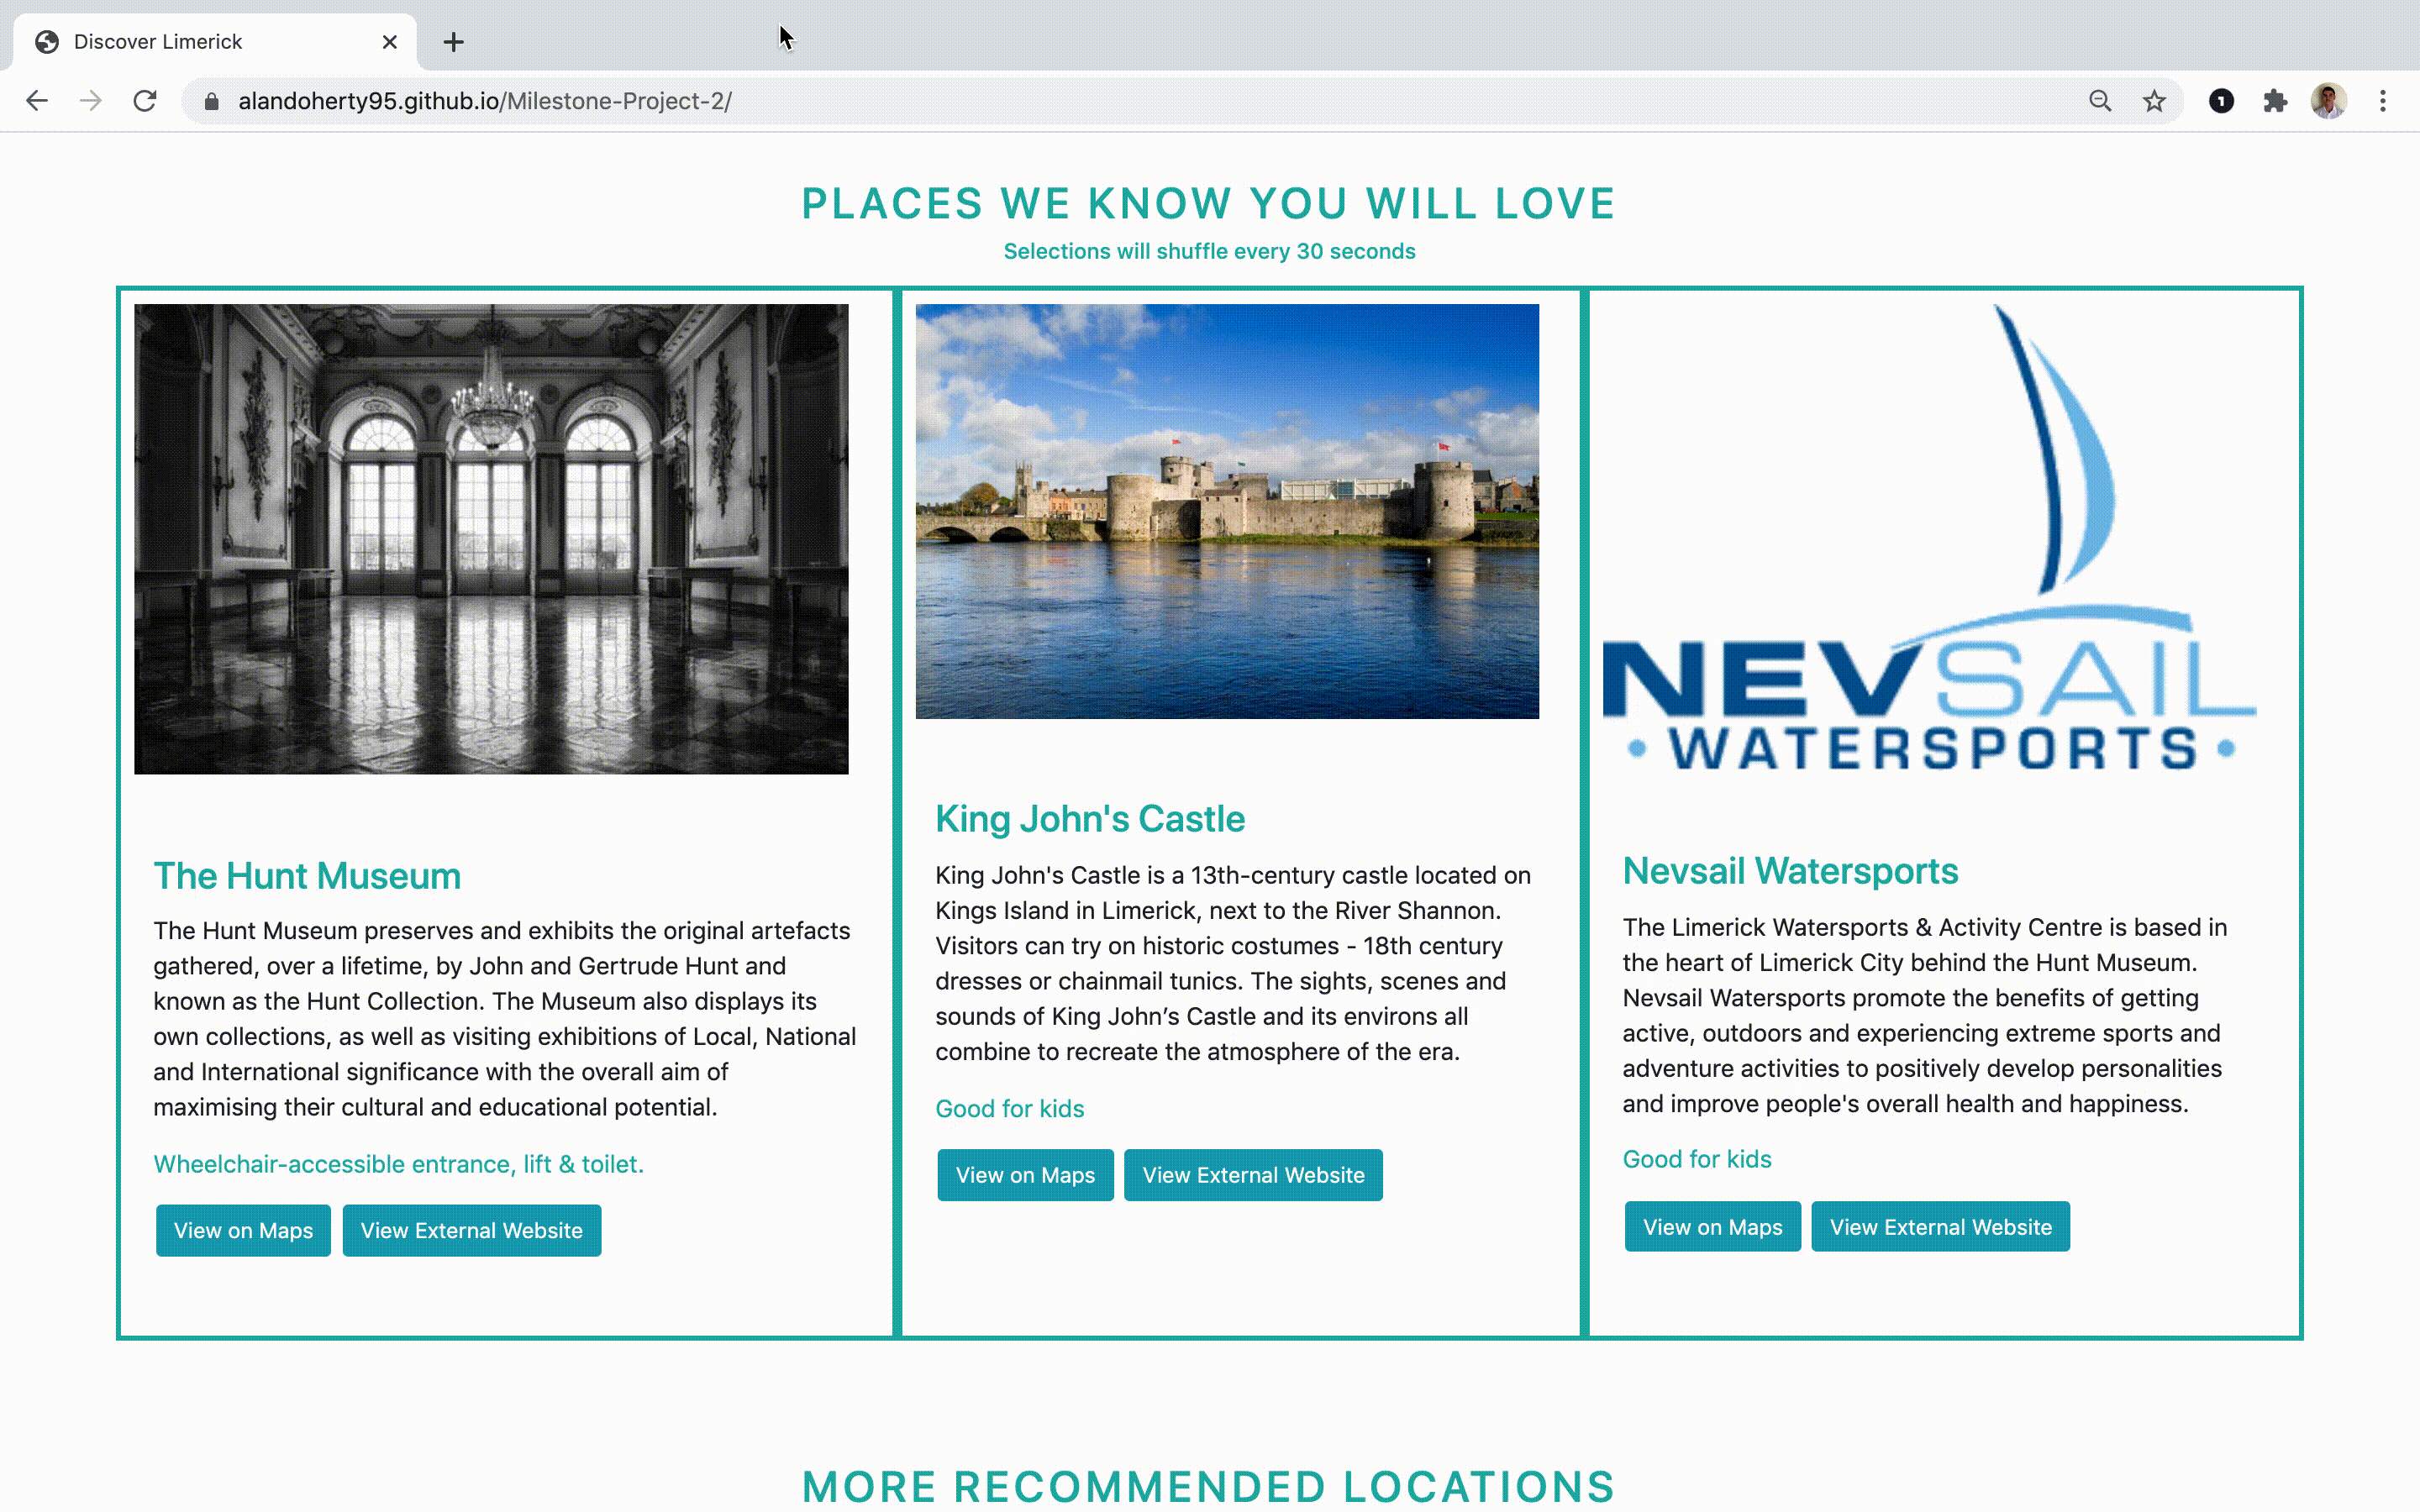 Discover Limerick
alandoherty95.github.io/Milestone-Project-2/
1
PLACES WE KNOW YOU WILL LOVE
Selections will shuffle every 30 seconds
The Hunt Museum
The Hunt Museum preserves and exhibits the original artefacts
gathered, over a lifetime, by John and Gertrude Hunt and
known as the Hunt Collection. The Museum also displays its
own collections, as well as visiting exhibitions of Local, National
and International significance with the overall aim of
maximising their cultural and educational potential.
Wheelchair-accessible entrance, lift & toilet.
View on Maps
View External Website
King John's Castle
King John's Castle is a 13th-century castle located on
Kings Island in Limerick, next to the River Shannon.
Visitors can try on historic costumes - 18th century
dresses or chainmail tunics. The sights, scenes and
sounds of King John’s Castle and its environs all
combine to recreate the atmosphere of the era.
Good for kids
View on Maps
View External Website
NEVSAIL
• WATERSPORTS •
Nevsail Watersports
The Limerick Watersports & Activity Centre is based in
the heart of Limerick City behind the Hunt Museum.
Nevsail Watersports promote the benefits of getting
active, outdoors and experiencing extreme sports and
adventure activities to positively develop personalities
and improve people's overall health and happiness.
Good for kids
View on Maps
View External Website
MORE RECOMMENDED LOCATIONS